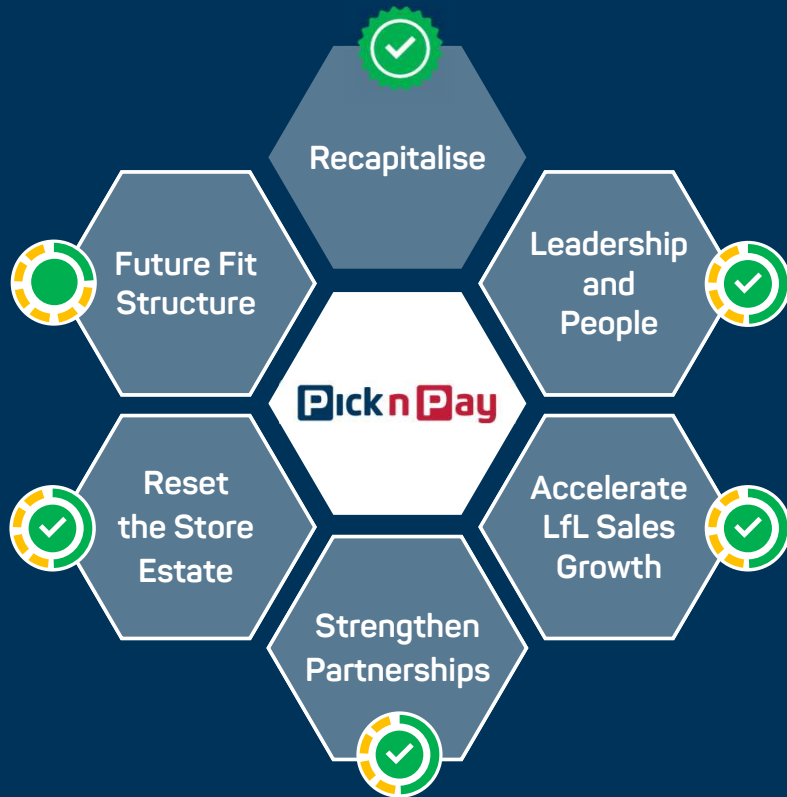 Recapitalise
Leadership
and
People
Accelerate
LfL Sales
Growth
Strengthen
Partnerships
Reset
the Store
Estate
Future Fit
Structure
Pick n Pay